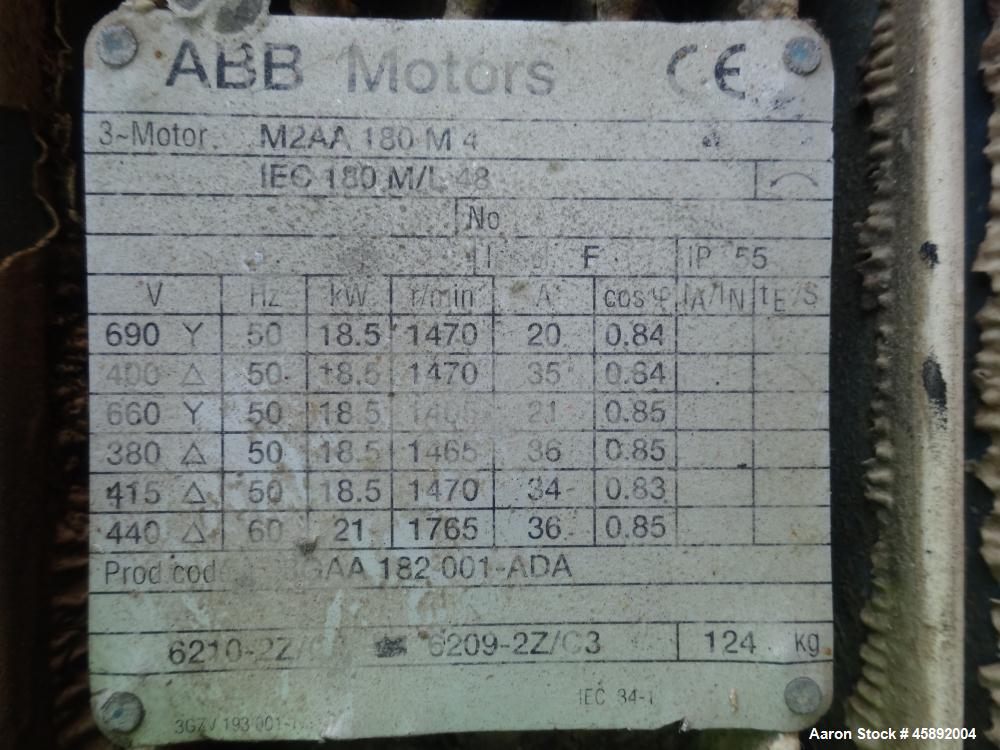 ABB Motors CE
3~Motor M2AA 180 M 4
IEC 180 M/L 48
No
F IP 55
V Hz kW r/min A cos φ IA/IN tE/S
690 Y 50 18.5 1470 20 0.84
400 Δ 50 18.5 1470 35 0.84
660 Y 50 18.5 21 0.85
380 Δ 50 18.5 1465 36 0.85
415 Δ 50 18.5 1470 34 0.83
440 Δ 60 21 1765 36 0.85
Prod 182 001-ADA
6209-2Z/C3 124 kg
IEC 34-1
Aaron Stock # 45892004